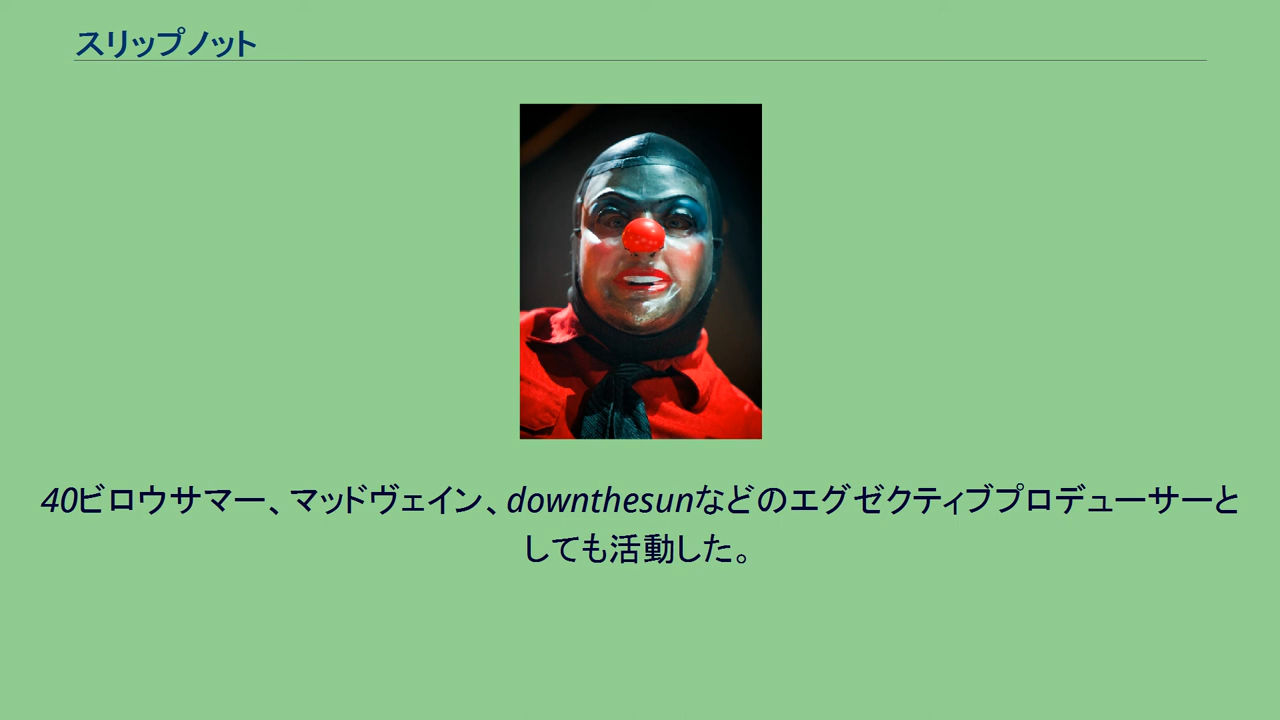 スリップノット
40ビロウサマー、マッドヴェイン、downthesunなどのエグゼクティブプロデューサーと
しても活動した。